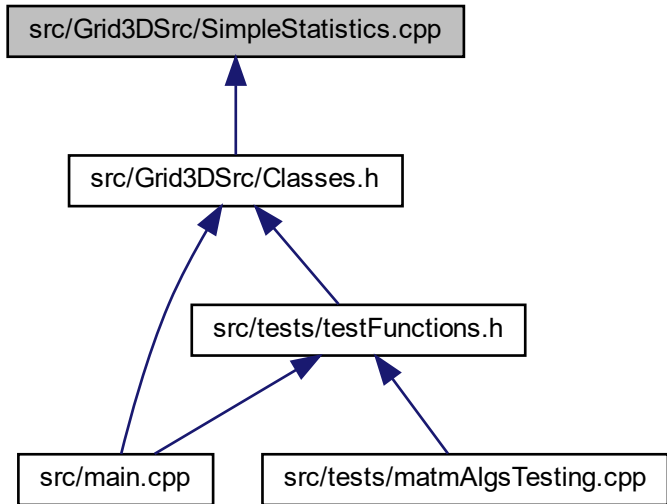 src/Grid3DSrc/SimpleStatistics.cpp
src/Grid3DSrc/Classes.h
src/tests/testFunctions.h
src/main.cpp
src/tests/matmAlgsTesting.cpp